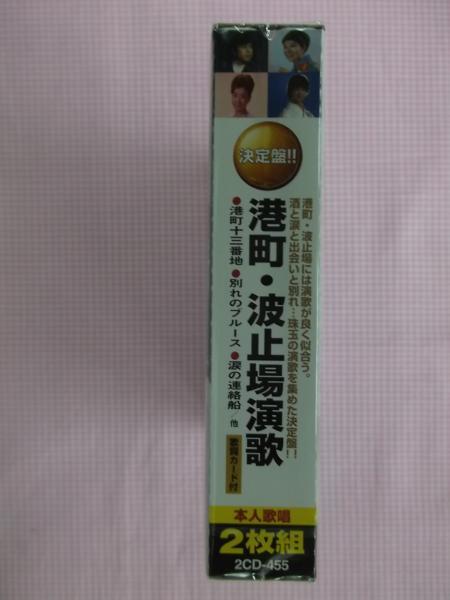 決定盤!!
港町・波止場には演歌が良く似合う。
酒と涙と出会いと別れ…珠玉の演歌を集めた決定盤!!
港町・波止場演歌
●港町十三番地●別れのブルース●涙の連絡船/他
歌詞カード付
本人歌唱
2枚組
2CD-455